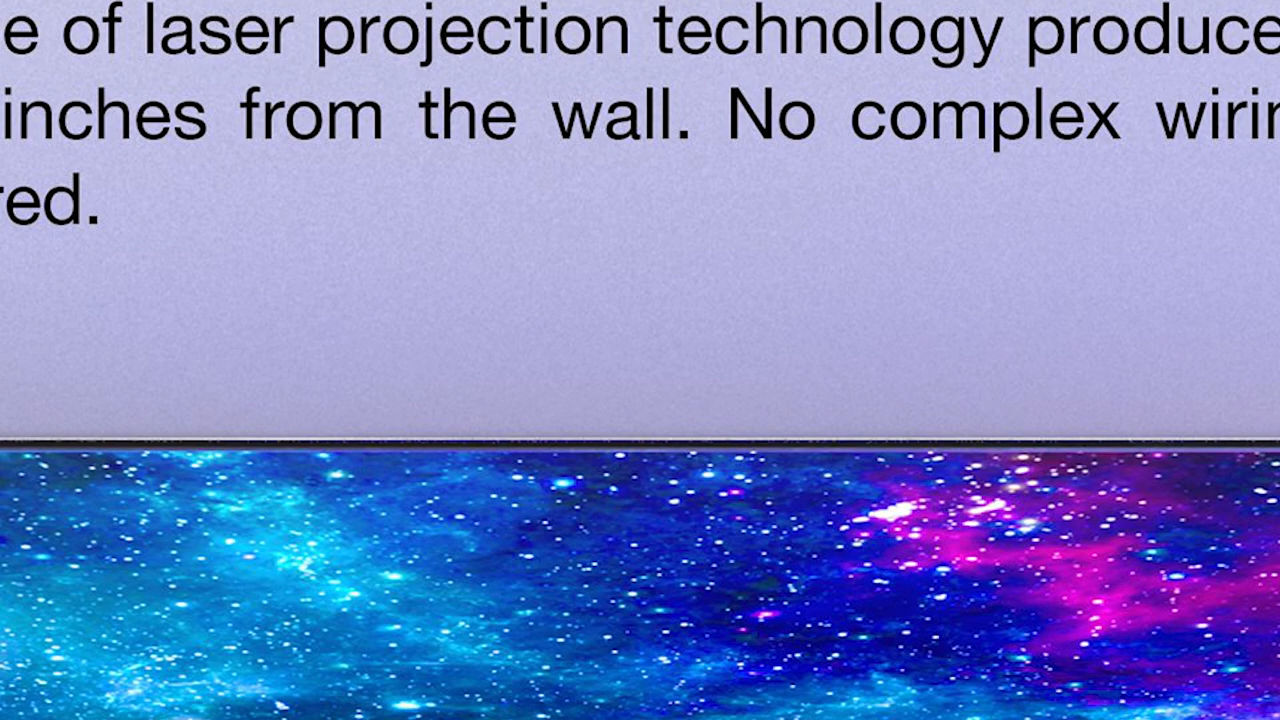 e of laser projection technology produce
inches from the wall. No complex wirin
red.